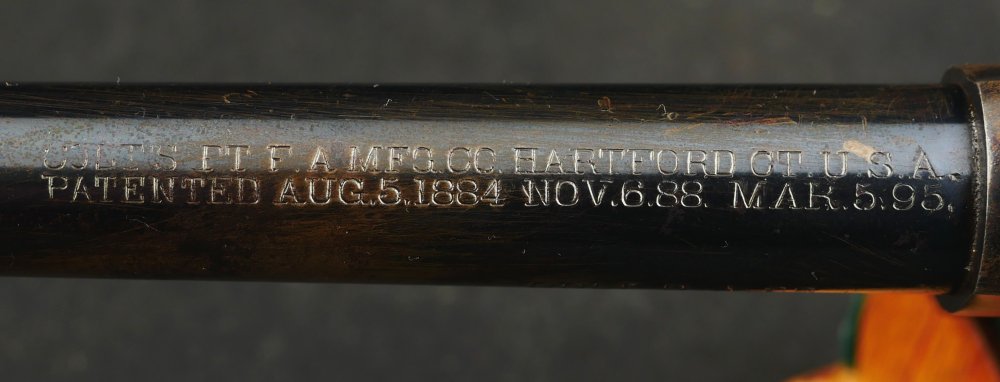 COLT'S PT. F. A. MFG. CO. HARTFORD CT. U.S.A.
PATENTED AUG.5.1884 NOV.6.88. MAR.5.95.